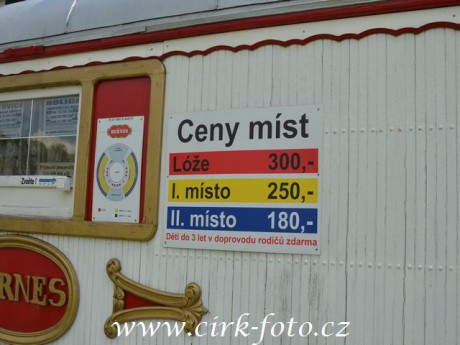 Ceny míst
Lóže 300,-
I. místo 250,-
II. místo 180,-
Děti do 3 let v doprovodu rodičů zdarma
RNES
www.cirk-foto.cz